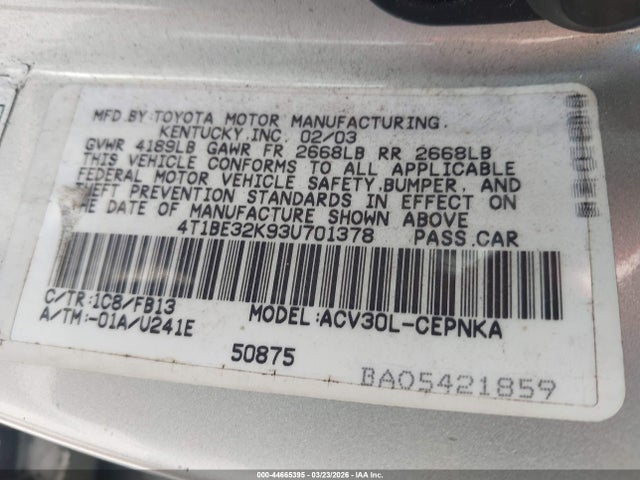 MFD.BY:TOYOTA MOTOR MANUFACTURING.
KENTUCKY,INC. 02/03
GVWR 4189LB GAWR FR 2668LB RR 2668LB
THIS VEHICLE CONFORMS TO ALL APPLICABLE
FEDERAL MOTOR VEHICLE SAFETY,BUMPER, AND
THEFT PREVENTION STANDARDS IN EFFECT ON
THE DATE OF MANUFACTURE SHOWN ABOVE
4T1BE32K93U701378 PASS.CAR
C/TR:1C8/FB13
A/TM:-01A/U241E
MODEL:ACV30L-CEPNKA
50875
BA05421859
000-44665395 | 03/23/2026 | IAA Inc.